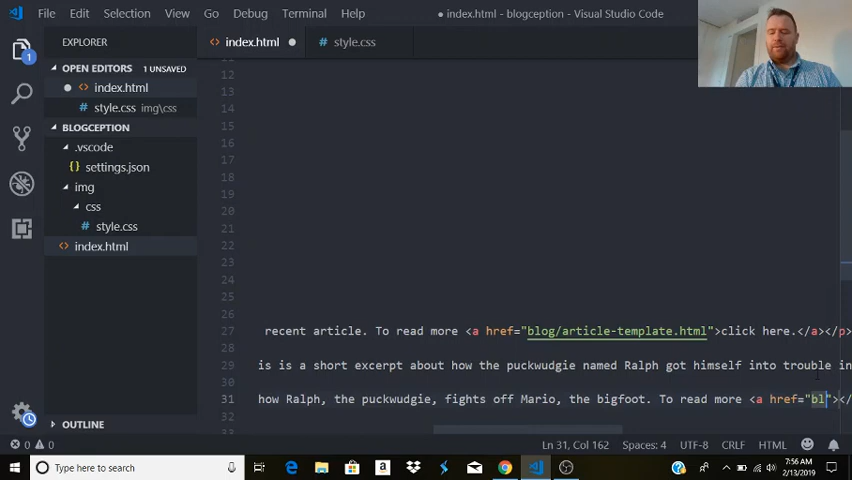 File Edit Selection View Go Debug Terminal Help ● index.html - blogception - Visual Studio Code
EXPLORER
index.html ●
style.css
OPEN EDITORS 1 UNSAVED
● index.html
style.css img\css
BLOGCEPTION
.vscode
{} settings.json
img
css
# style.css
index.html
OUTLINE
1
12
13
14
15
16
17
18
19
20
21
22
23
24
25
26
27 recent article. To read more <a href="blog/article-template.html">click here.</a></p>
28
29 is is a short excerpt about how the puckwudgie named Ralph got himself into trouble in
30
31 how Ralph, the puckwudgie, fights off Mario, the bigfoot. To read more <a href="bl"></
32
0 0 Ln 31, Col 162 Spaces: 4 UTF-8 CRLF HTML
Type here to search
7:56 AM
2/13/2019